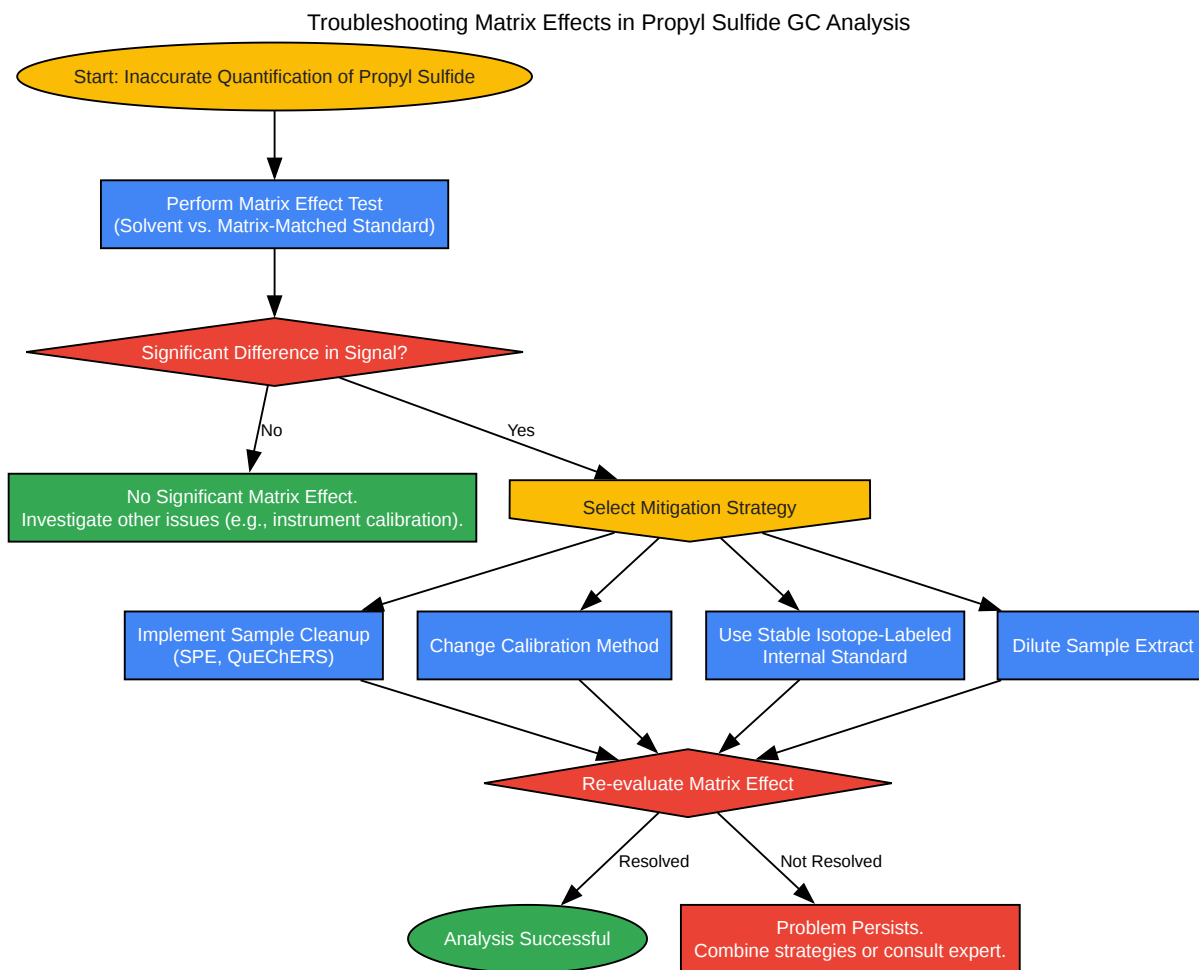 Troubleshooting Matrix Effects in Propyl Sulfide GC Analysis
Start: Inaccurate Quantification of Propyl Sulfide
Perform Matrix Effect Test
(Solvent vs. Matrix-Matched Standard)
Significant Difference in Signal?
No
Yes
No Significant Matrix Effect.
Investigate other issues (e.g., instrument calibration).
Select Mitigation Strategy
Implement Sample Cleanup
(SPE, QuEChERS)
Change Calibration Method
Use Stable Isotope-Labeled
Internal Standard
Dilute Sample Extract
Re-evaluate Matrix Effect
Resolved
Not Resolved
Analysis Successful
Problem Persists.
Combine strategies or consult expert.